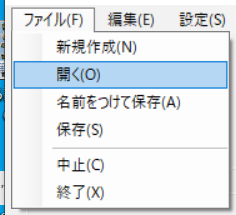 ファイル(F) 編集(E) 設定(S)
新規作成(N)
開く(O)
名前をつけて保存(A)
保存(S)
中止(C)
終了(X)